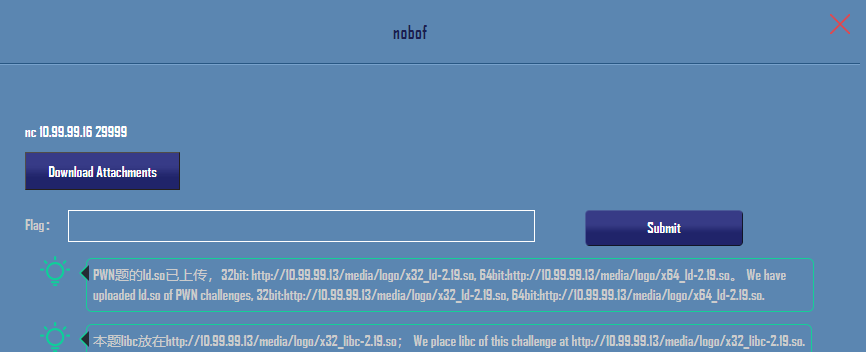 nobof
nc 10.99.99.16 29999
Download Attachments
Flag：
Submit
PWN题的ld.so已上传，32bit: http://10.99.99.13/media/logo/x32_ld-2.19.so, 64bit:http://10.99.99.13/media/logo/x64_ld-2.19.so。 We have
uploaded ld.so of PWN challenges, 32bit:http://10.99.99.13/media/logo/x32_ld-2.19.so, 64bit:http://10.99.99.13/media/logo/x64_ld-2.19.so.
本题libc放在http://10.99.99.13/media/logo/x32_libc-2.19.so； We place libc of this challenge at http://10.99.99.13/media/logo/x32_libc-2.19.so.